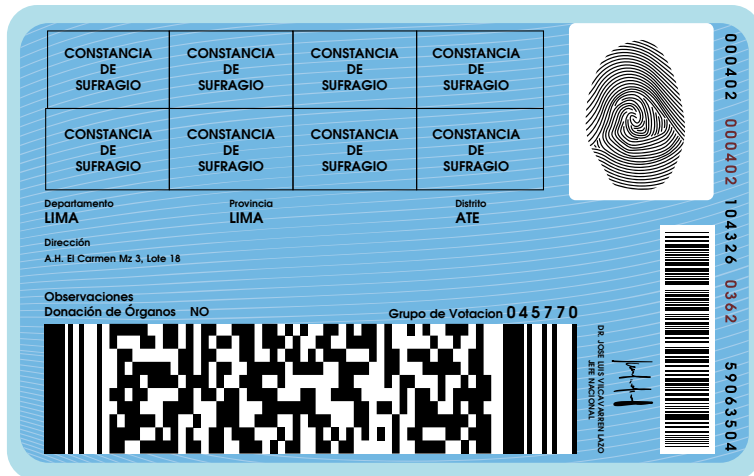 CONSTANCIA DE SUFRAGIO
CONSTANCIA DE SUFRAGIO
CONSTANCIA DE SUFRAGIO
CONSTANCIA DE SUFRAGIO
CONSTANCIA DE SUFRAGIO
CONSTANCIA DE SUFRAGIO
CONSTANCIA DE SUFRAGIO
CONSTANCIA DE SUFRAGIO
Departamento Provincia Distrito
LIMA LIMA ATE
Dirección
A.H. El Carmen Mz 3, Lote 18
Observaciones
Donación de Órganos NO Grupo de Votacion 045770
DR. JOSE LUIS VILCAVARREN LAZO
JEFE NACIONAL
000402 000402 104326 0362 59063504